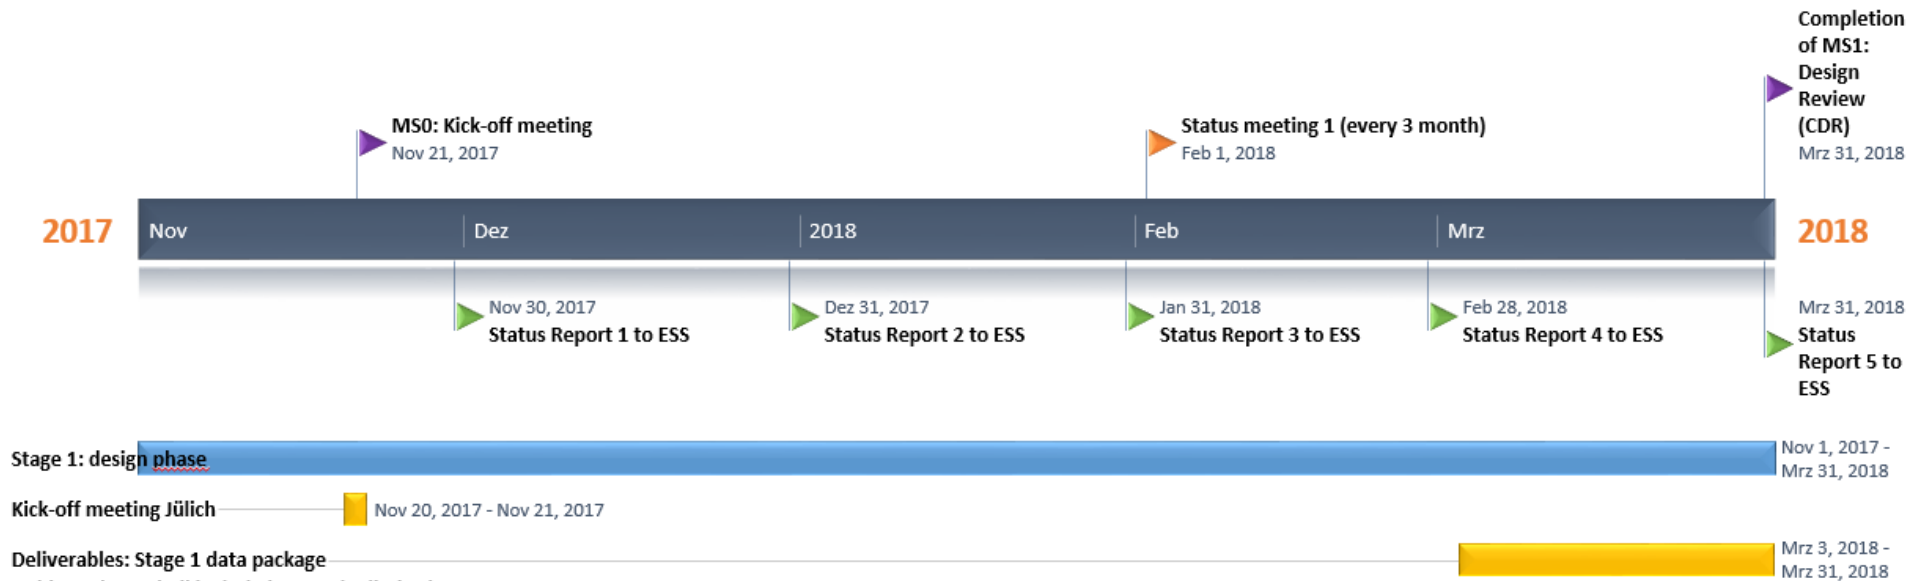 Completion
of MS1:
Design
Review
(CDR)
Mrz 31, 2018
MS0: Kick-off meeting
Nov 21, 2017
Status meeting 1 (every 3 month)
Feb 1, 2018
2017
Nov
Dez
2018
Feb
Mrz
2018
Nov 30, 2017
Status Report 1 to ESS
Dez 31, 2017
Status Report 2 to ESS
Jan 31, 2018
Status Report 3 to ESS
Feb 28, 2018
Status Report 4 to ESS
Mrz 31, 2018
Status
Report 5 to
ESS
Stage 1: design phase
Nov 1, 2017 -
Mrz 31, 2018
Kick-off meeting Jülich
Nov 20, 2017 - Nov 21, 2017
Deliverables: Stage 1 data package
Mrz 3, 2018 -
Mrz 31, 2018